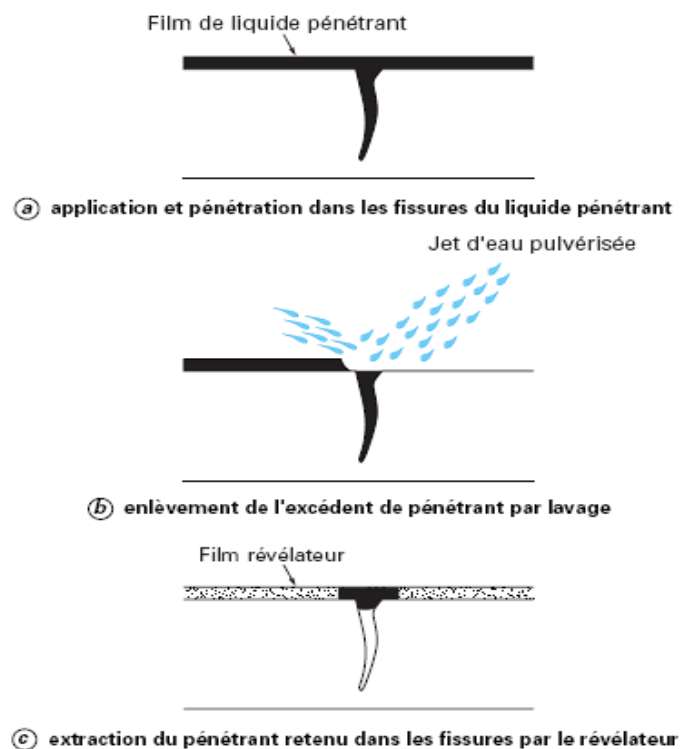 Film de liquide pénétrant
ⓐ application et pénétration dans les fissures du liquide pénétrant
Jet d'eau pulvérisée
ⓑ enlèvement de l'excédent de pénétrant par lavage
Film révélateur
ⓒ extraction du pénétrant retenu dans les fissures par le révélateur